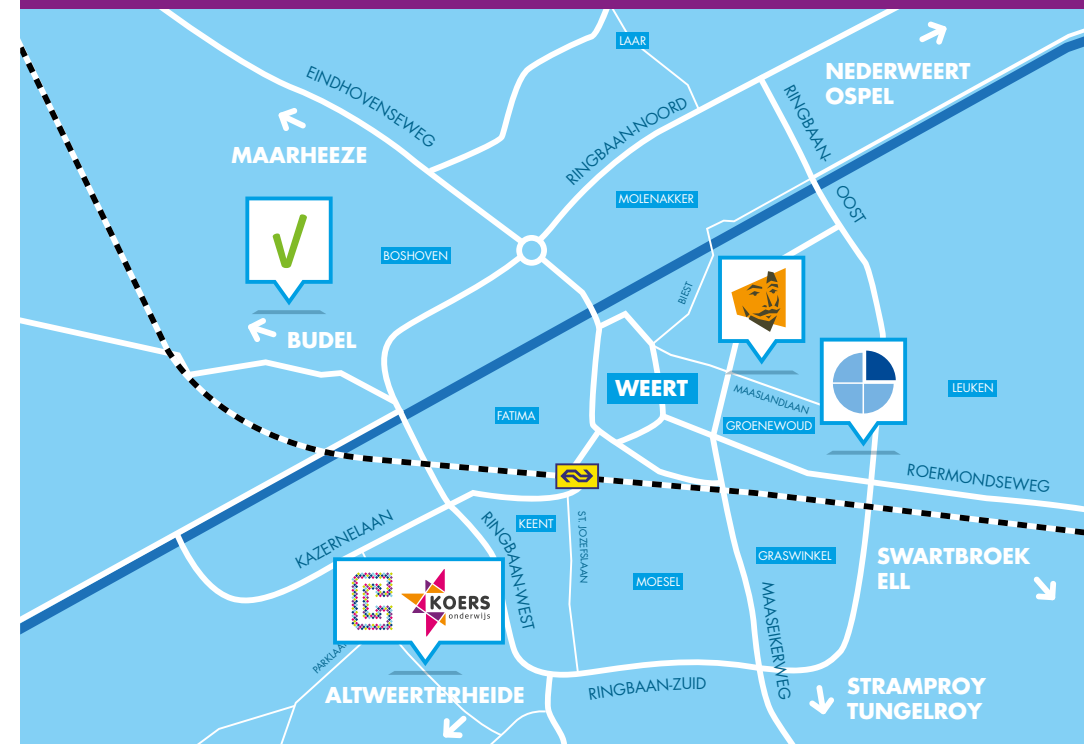 LAAR
NEDERWEERT
OSPEL
EINDHOVENSEWEG
RINGBAAN-NOORD
RINGBAAN-
OOST
MAARHEEZE
MOLENAKKER
BOSHOVEN
BIEST
BUDEL
WEERT
MAASLANDLAAN
LEUKEN
FATIMA
GROENEWOUD
ROERMONDSEWEG
KAZERNELAAN
RINGBAAN-WEST
KEENT
ST. JOZEFSLAAN
MOESEL
GRASWINKEL
SWARTBROEK
ELL
MAASEIKERWEG
KOERS
onderwijs
ALTWEERTERHEIDE
RINGBAAN-ZUID
STRAMPROY
TUNGELROY